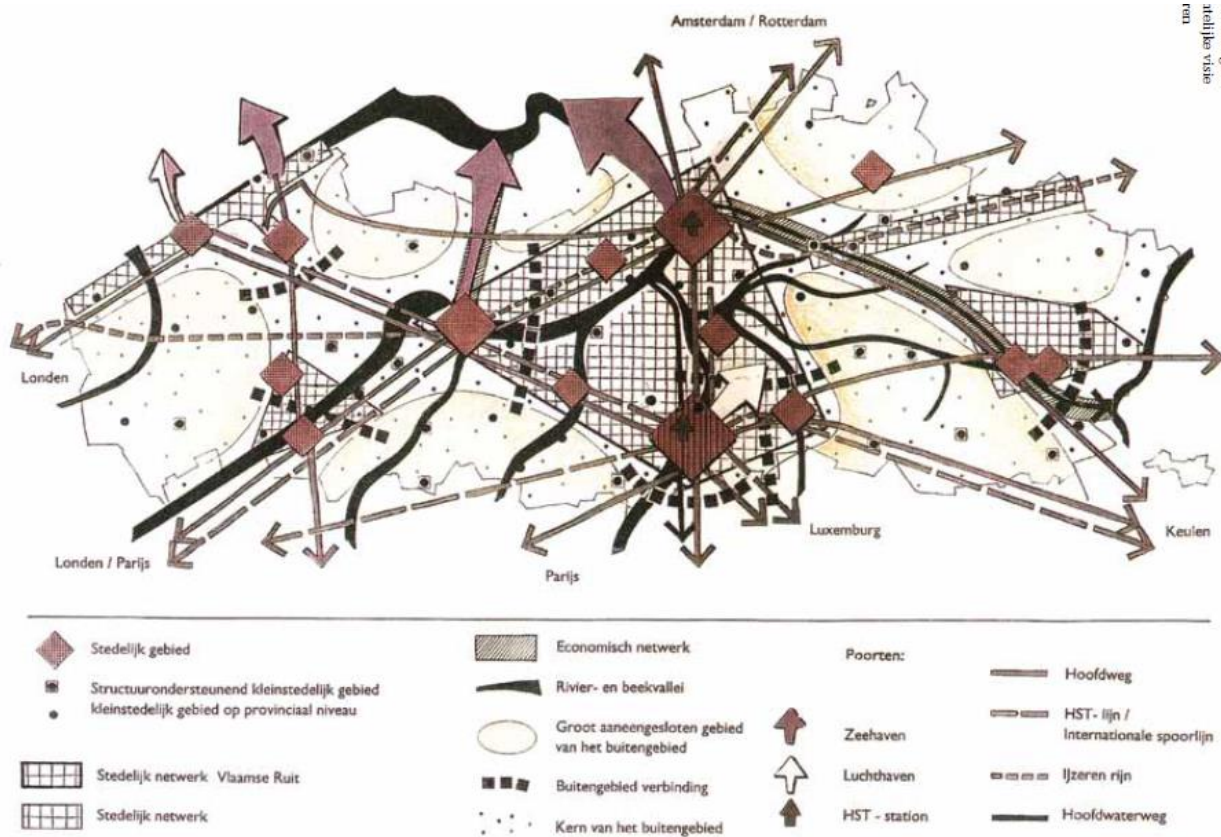 Amsterdam / Rotterdam
Londen
Londen / Parijs
Parijs
Luxemburg
Keulen
Stedelijk gebied
Structuurondersteunend kleinstedelijk gebied
kleinstedelijk gebied op provinciaal niveau
Stedelijk netwerk Vlaamse Ruit
Stedelijk netwerk
Economisch netwerk
Rivier- en beekvallei
Groot aaneengesloten gebied
van het buitengebied
Buitengebied verbinding
Kern van het buitengebied
Poorten:
Zeehaven
Luchthaven
HST - station
Hoofdweg
HST- lijn /
Internationale spoorlijn
IJzeren rijn
Hoofdwaterweg
visie